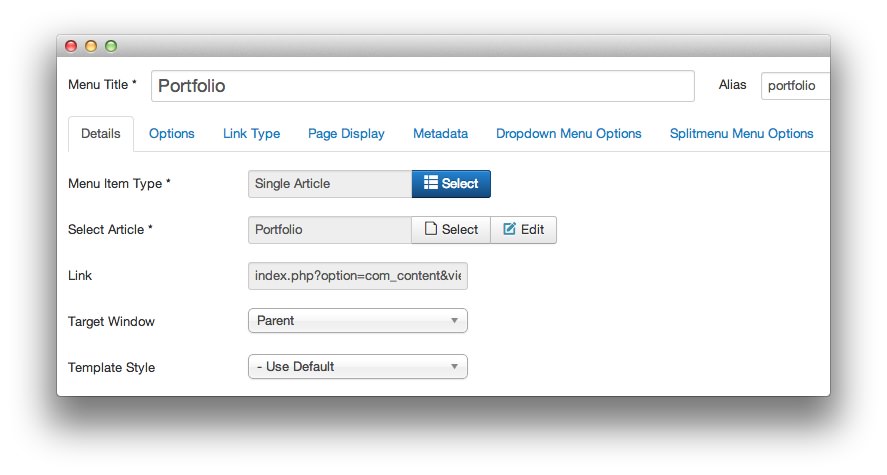 Menu Title * Portfolio Alias portfolio
Details Options Link Type Page Display Metadata Dropdown Menu Options Splitmenu Menu Options
Menu Item Type * Single Article Select
Select Article * Portfolio Select Edit
Link index.php?option=com_content&vie
Target Window Parent
Template Style - Use Default